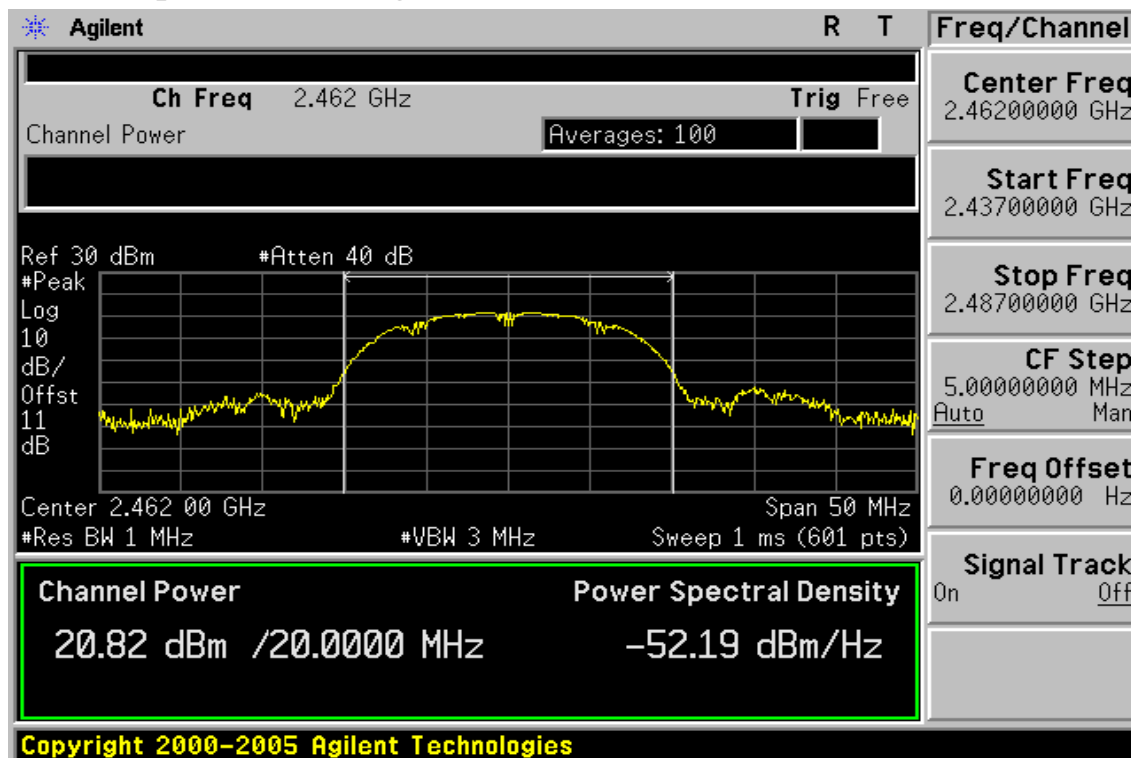 Agilent R T
Freq/Channel
Ch Freq 2.462 GHz Trig Free
Channel Power Averages: 100
Ref 30 dBm #Atten 40 dB
#Peak
Log
10
dB/
Offst
11
dB
Center 2.462 00 GHz Span 50 MHz
#Res BW 1 MHz #VBW 3 MHz Sweep 1 ms (601 pts)
Channel Power Power Spectral Density
20.82 dBm /20.0000 MHz -52.19 dBm/Hz
Copyright 2000-2005 Agilent Technologies
Center Freq
2.46200000 GHz
Start Freq
2.43700000 GHz
Stop Freq
2.48700000 GHz
CF Step
5.00000000 MHz
Auto Man
Freq Offset
0.00000000 Hz
Signal Track
On Off